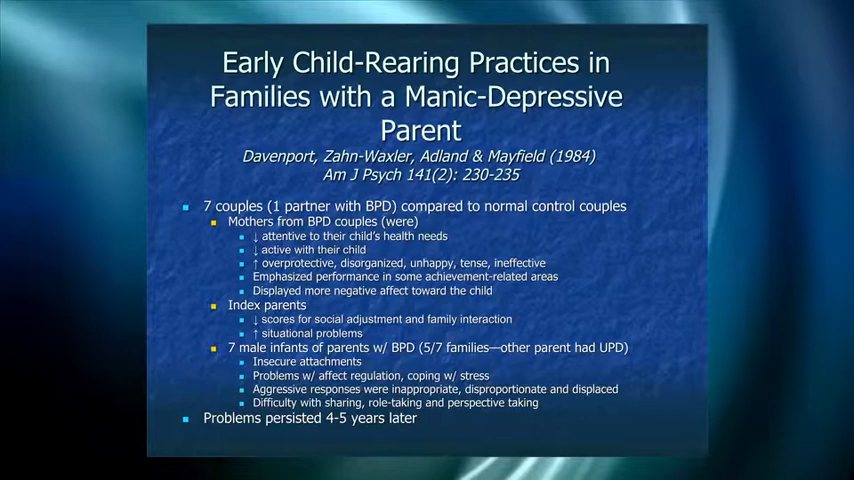 Early Child-Rearing Practices in
Families with a Manic-Depressive
Parent
Davenport, Zahn-Waxler, Adland & Mayfield (1984)
Am J Psych 141(2): 230-235
7 couples (1 partner with BPD) compared to normal control couples
Mothers from BPD couples (were)
↓ attentive to their child's health needs
↓ active with their child
↑ overprotective, disorganized, unhappy, tense, ineffective
Emphasized performance in some achievement-related areas
Displayed more negative affect toward the child
Index parents
↓ scores for social adjustment and family interaction
↑ situational problems
7 male infants of parents w/ BPD (5/7 families—other parent had UPD)
Insecure attachments
Problems w/ affect regulation, coping w/ stress
Aggressive responses were inappropriate, disproportionate and displaced
Difficulty with sharing, role-taking and perspective taking
Problems persisted 4-5 years later